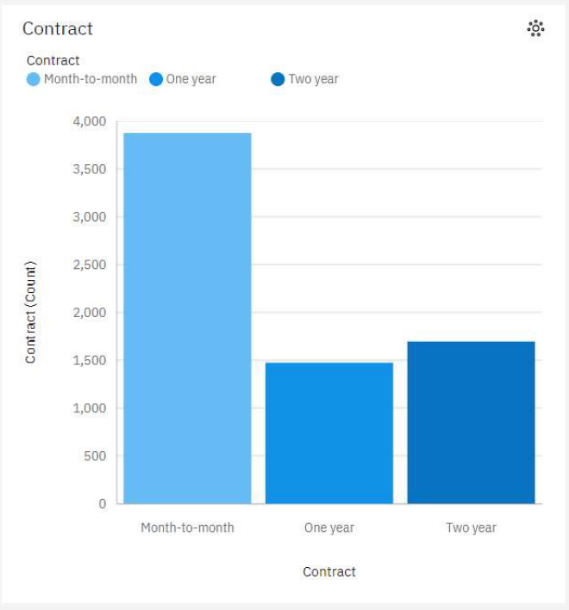 Contract
Contract
Month-to-month One year Two year
4,000
3,500
3,000
2,500
2,000
1,500
1,000
500
0
Contract (Count)
Month-to-month One year Two year
Contract